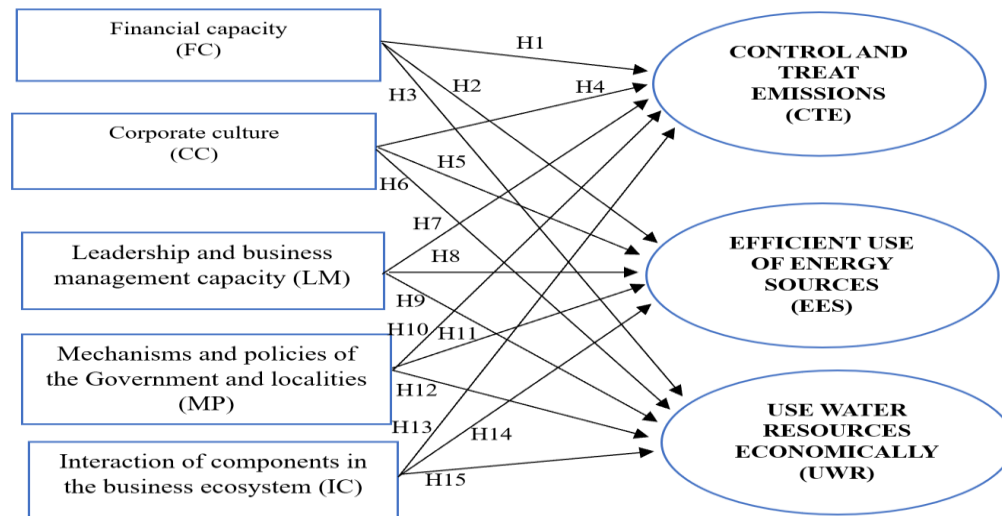 Financial capacity
(FC)
Corporate culture
(CC)
Leadership and business
management capacity (LM)
Mechanisms and policies of
the Government and localities
(MP)
Interaction of components in
the business ecosystem (IC)
H1
H2
H3
H4
H5
H6
H7
H8
H9
H10
H11
H12
H13
H14
H15
CONTROL AND
TREAT
EMISSIONS
(CTE)
EFFICIENT USE
OF ENERGY
SOURCES
(EES)
USE WATER
RESOURCES
ECONOMICALLY
(UWR)